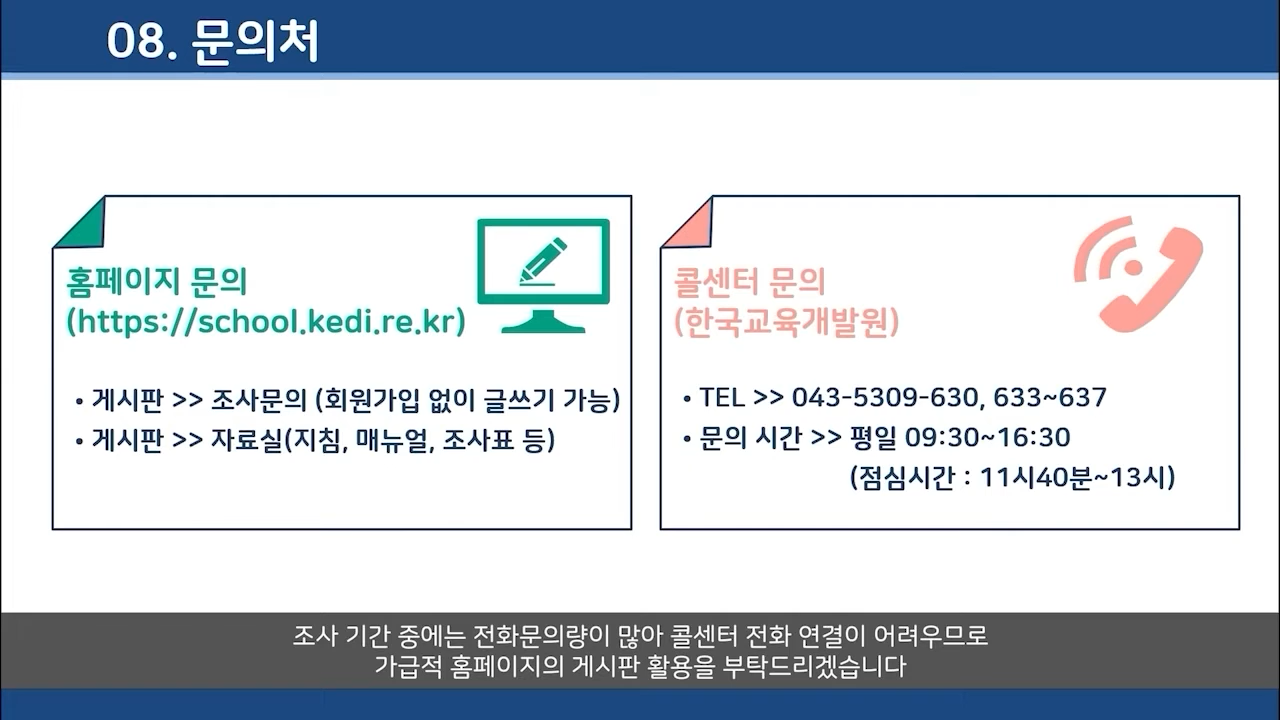 08. 문의처
홈페이지 문의
(https://school.kedi.re.kr)
• 게시판 >> 조사문의 (회원가입 없이 글쓰기 가능)
• 게시판 >> 자료실(지침, 매뉴얼, 조사표 등)
콜센터 문의
(한국교육개발원)
• TEL >> 043-5309-630, 633~637
• 문의 시간 >> 평일 09:30~16:30
(점심시간 : 11시40분~13시)
조사 기간 중에는 전화문의량이 많아 콜센터 전화 연결이 어려우므로
가급적 홈페이지의 게시판 활용을 부탁드리겠습니다